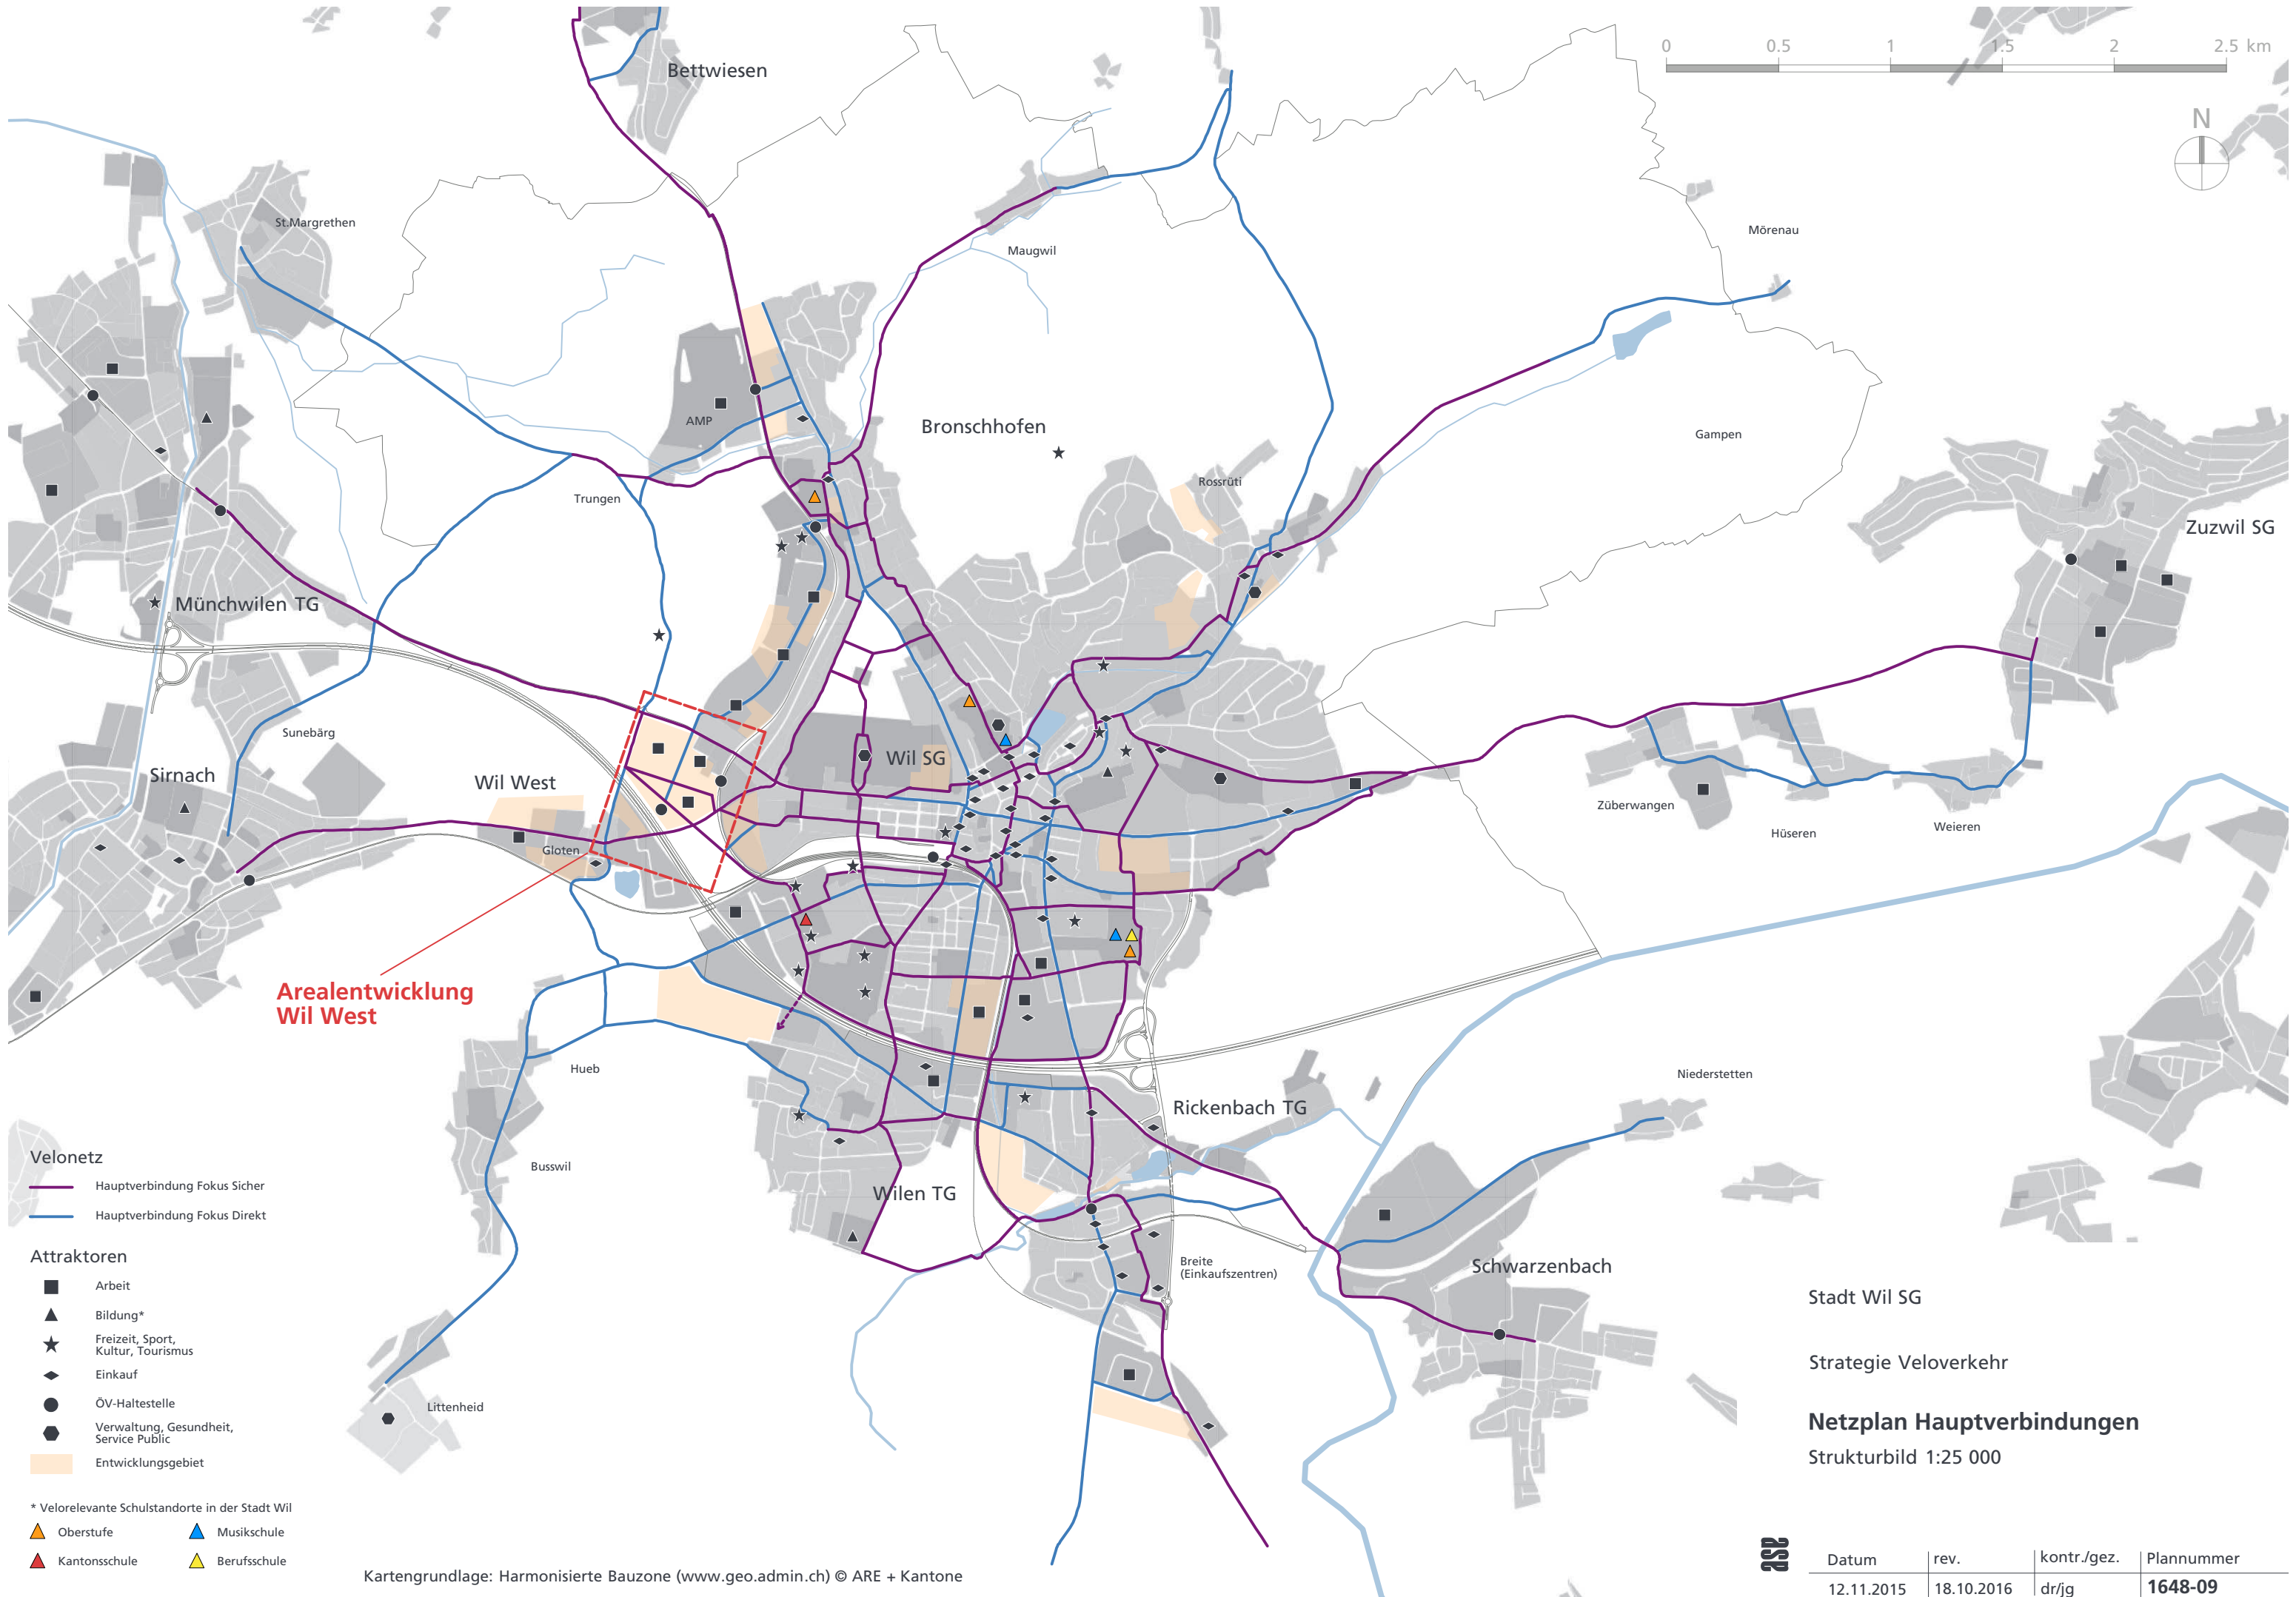 0 0.5 1 1.5 2 2.5 km
N
Bettwiesen
St.Margrethen
Maugwil
Mörenau
AMP
Bronschhofen
Gampen
Rossrüti
Trungen
Zuzwil SG
Münchwilen TG
Sunebärg
Sirnach
Wil West
Wil SG
Gloten
Züberwangen
Hüseren
Weieren
Arealentwicklung
Wil West
Hueb
Niederstetten
Rickenbach TG
Busswil
Wilen TG
Breite
(Einkaufszentren)
Schwarzenbach
Littenheid
Velonetz
Hauptverbindung Fokus Sicher
Hauptverbindung Fokus Direkt
Attraktoren
Arbeit
Bildung*
Freizeit, Sport,
Kultur, Tourismus
Einkauf
ÖV-Haltestelle
Verwaltung, Gesundheit,
Service Public
Entwicklungsgebiet
* Velorelevante Schulstandorte in der Stadt Wil
Oberstufe Musikschule
Kantonsschule Berufsschule
Kartengrundlage: Harmonisierte Bauzone (www.geo.admin.ch) © ARE + Kantone
Stadt Wil SG
Strategie Veloverkehr
Netzplan Hauptverbindungen
Strukturbild 1:25 000
asa
Datum rev. kontr./gez. Plannummer
12.11.2015 18.10.2016 dr/jg 1648-09